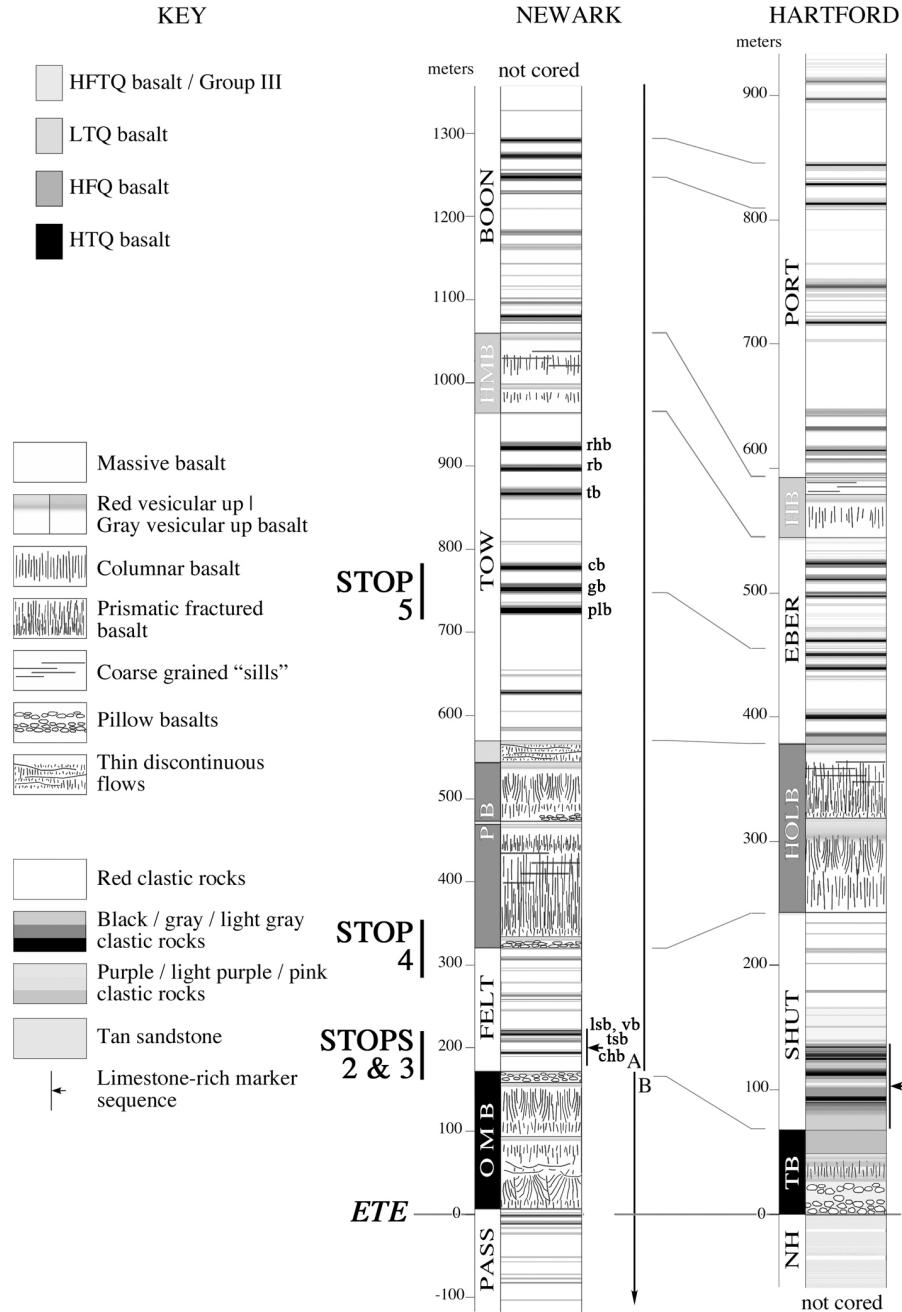 KEY
HFTQ basalt / Group III
LTQ basalt
HFQ basalt
HTQ basalt
Massive basalt
Red vesicular up |
Gray vesicular up basalt
Columnar basalt
Prismatic fractured
basalt
Coarse grained “sills”
Pillow basalts
Thin discontinuous
flows
Red clastic rocks
Black / gray / light gray
clastic rocks
Purple / light purple / pink
clastic rocks
Tan sandstone
Limestone-rich marker
sequence
NEWARK
meters
not cored
1300
1200
1100
1000
900
800
700
600
500
400
300
200
100
0
-100
BOON
HMB
TOW
PB
FELT
OMB
PASS
rhb
rb
tb
cb
gb
plb
lsb, vb
tsb
chb
A
B
STOP
5
STOP
4
STOPS
2 & 3
ETE
HARTFORD
meters
900
800
700
600
500
400
300
200
100
0
PORT
HB
EBER
HOLB
SHUT
TB
NH
not cored